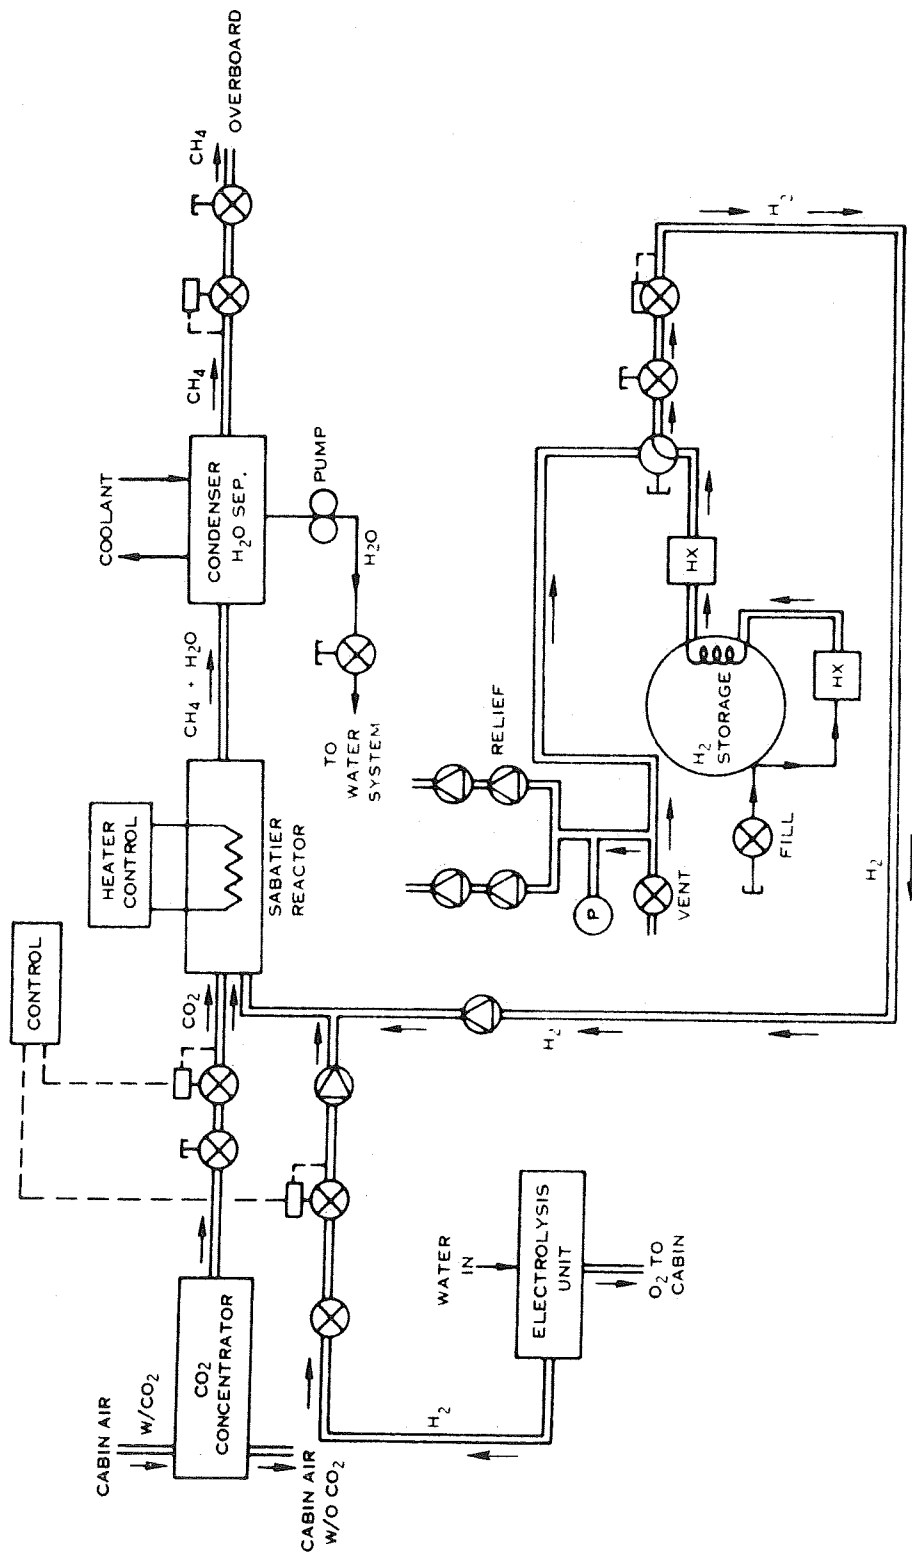 CABIN AIR
W/CO2
CO2
CONCENTRATOR
CABIN AIR
W/O CO2
CONTROL
CO2
HEATER
CONTROL
SABATIER
REACTOR
CH4 + H2O
COOLANT
CONDENSER
H2O SEP.
PUMP
H2O
TO
WATER
SYSTEM
CH4
CH4
OVERBOARD
H2
WATER
IN
ELECTROLYSIS
UNIT
O2 TO
CABIN
H2
RELIEF
P
VENT
FILL
H2
STORAGE
HX
HX
H2